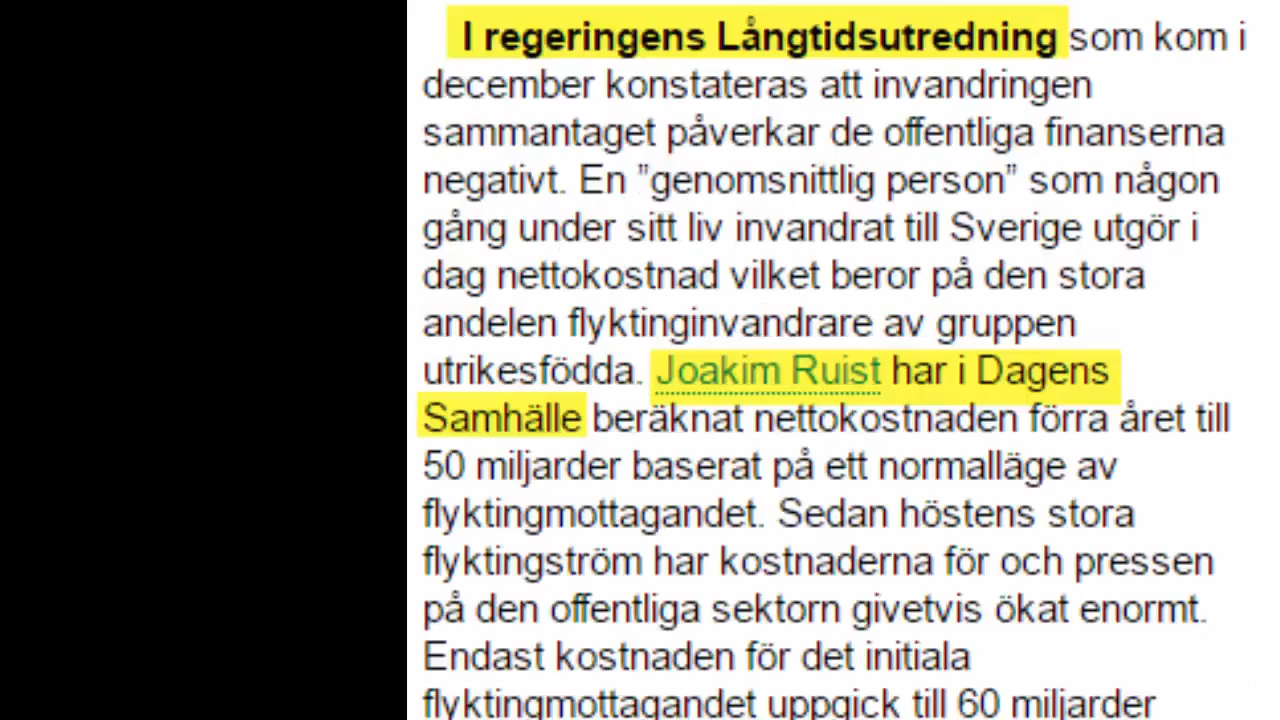 I regeringens Långtidsutredning som kom i
december konstateras att invandringen
sammantaget påverkar de offentliga finanserna
negativt. En ”genomsnittlig person” som någon
gång under sitt liv invandrat till Sverige utgör i
dag nettokostnad vilket beror på den stora
andelen flyktinginvandrare av gruppen
utrikesfödda. Joakim Ruist har i Dagens
Samhälle beräknat nettokostnaden förra året till
50 miljarder baserat på ett normalläge av
flyktingmottagandet. Sedan höstens stora
flyktingström har kostnaderna för och pressen
på den offentliga sektorn givetvis ökat enormt.
Endast kostnaden för det initiala
flyktingmottagandet uppgick till 60 miljarder